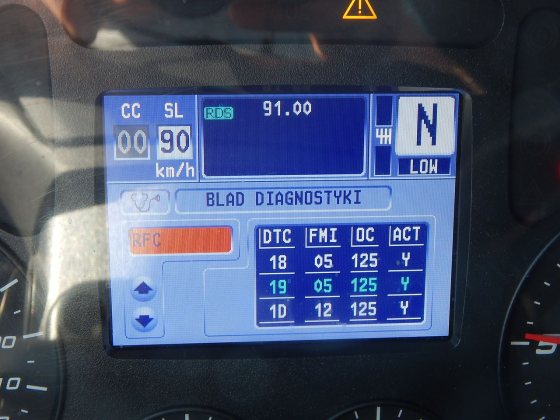 CC SL
00 90
km/h
RDS 91.00
4H
N
LOW
BLAD DIAGNOSTYKI
RFC
DTC FMI OC ACT
18 05 125 Y
19 05 125 Y
1D 12 125 Y